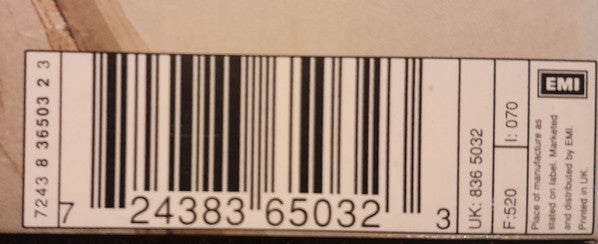 7243 8 36503 2 3
7 24383 65032 3
UK: 836 5032
F:520
I: 070
EMI
Place of manufacture as
stated on label. Marketed
and distributed by EMI.
Printed in UK.